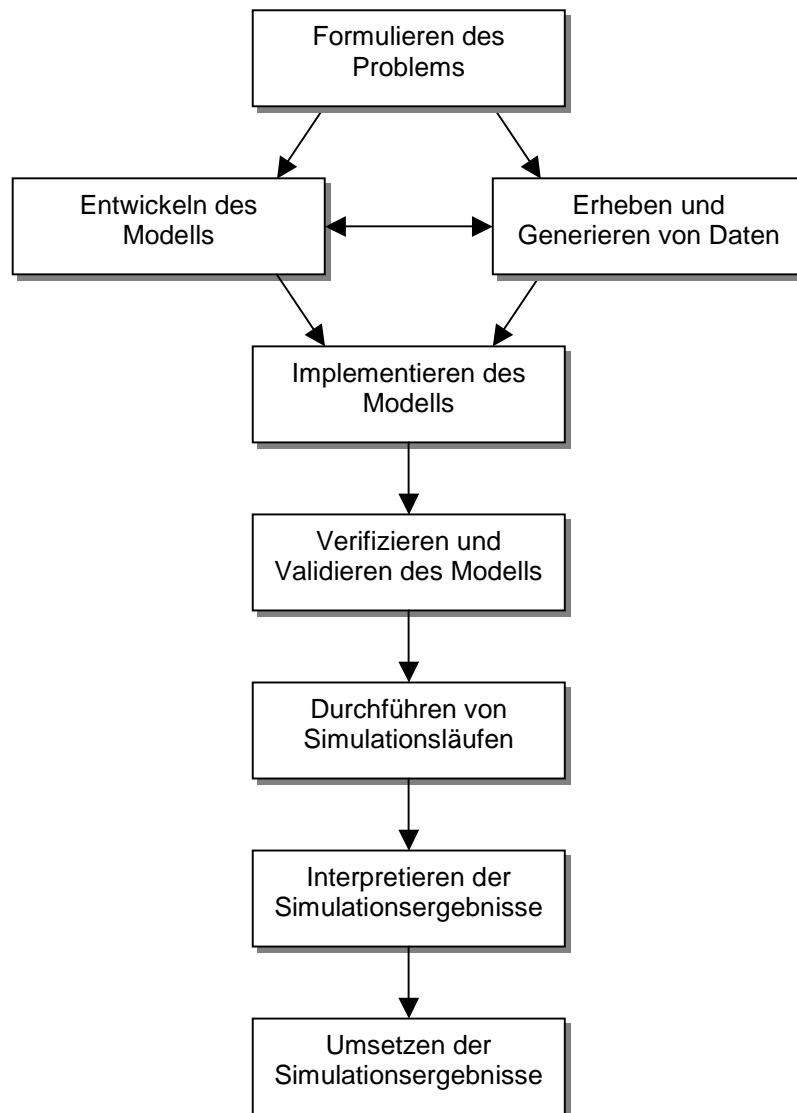 Formulieren des
Problems
Entwickeln des
Modells
Erheben und
Generieren von Daten
Implementieren des
Modells
Verifizieren und
Validieren des Modells
Durchführen von
Simulationsläufen
Interpretieren der
Simulationsergebnisse
Umsetzen der
Simulationsergebnisse